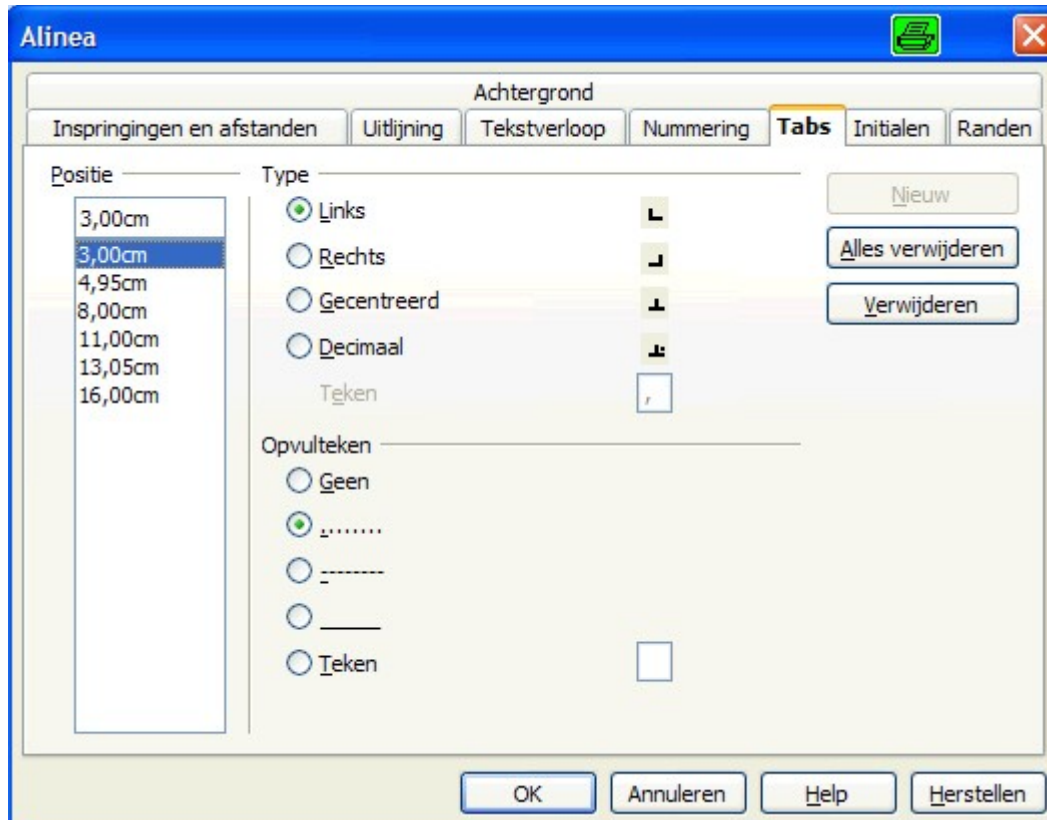 Alinea
Achtergrond
Inspringingen en afstanden Uitlijning Tekstverloop Nummering Tabs Initialen Randen
Positie
3,00cm
3,00cm
4,95cm
8,00cm
11,00cm
13,05cm
16,00cm
Type
Links
Rechts
Gecentreerd
Decimaal
Teken ,
Opvulteken
Geen
........
--------
_____
Teken
Nieuw
Alles verwijderen
Verwijderen
OK Annuleren Help Herstellen